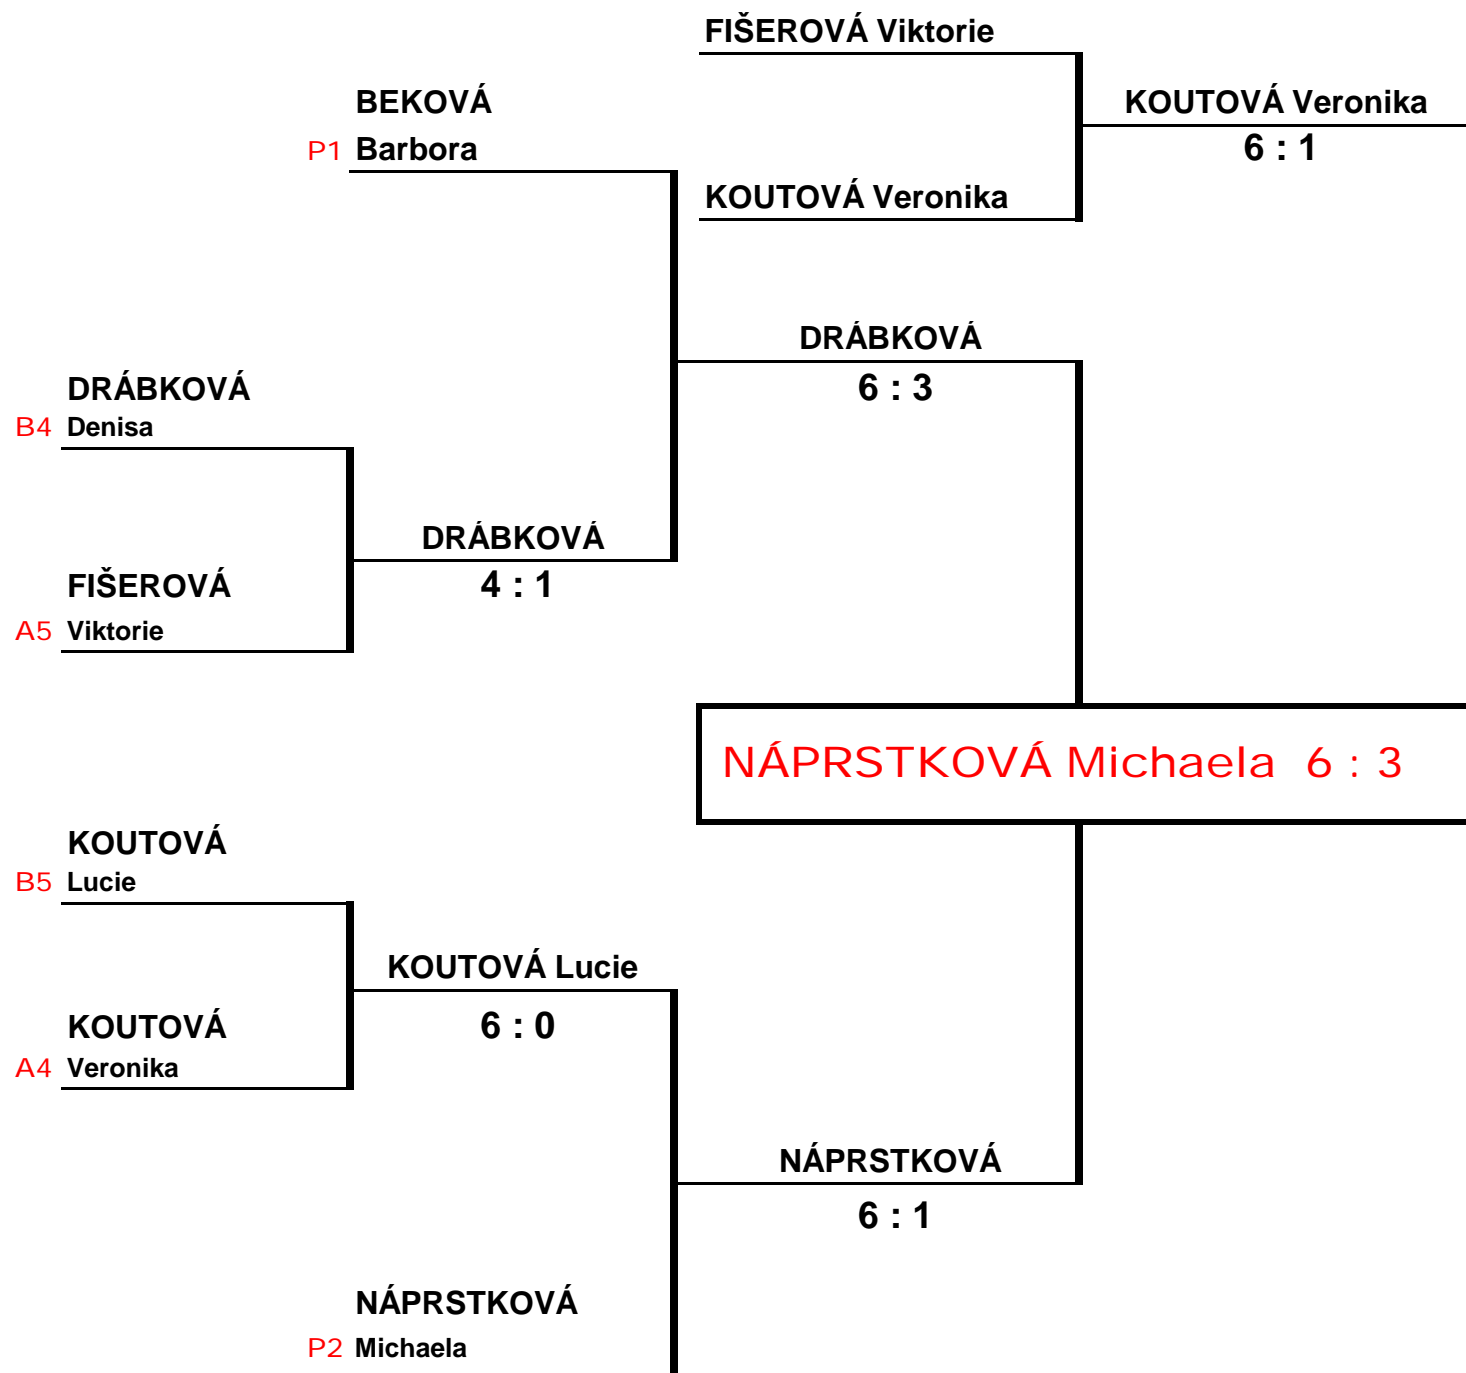 FIŠEROVÁ Viktorie
BEKOVÁ
KOUTOVÁ Veronika
P1 Barbora
6 : 1
KOUTOVÁ Veronika
DRÁBKOVÁ
6 : 3
DRÁBKOVÁ
B4 Denisa
DRÁBKOVÁ
4 : 1
FIŠEROVÁ
A5 Viktorie
NÁPRSTKOVÁ Michaela 6 : 3
KOUTOVÁ
B5 Lucie
KOUTOVÁ Lucie
6 : 0
KOUTOVÁ
A4 Veronika
NÁPRSTKOVÁ
6 : 1
NÁPRSTKOVÁ
P2 Michaela